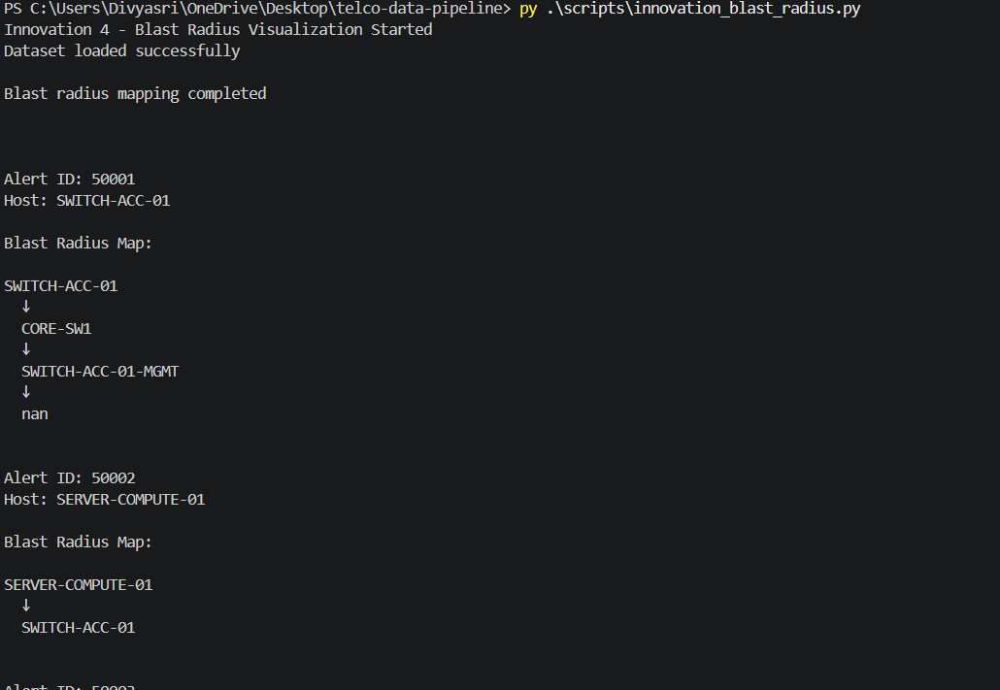 PS C:\Users\Divyasri\OneDrive\Desktop\telco-data-pipeline> py .\scripts\innovation_blast_radius.py
Innovation 4 - Blast Radius Visualization Started
Dataset loaded successfully
Blast radius mapping completed
Alert ID: 50001
Host: SWITCH-ACC-01
Blast Radius Map:
SWITCH-ACC-01
↓
CORE-SW1
↓
SWITCH-ACC-01-MGMT
↓
nan
Alert ID: 50002
Host: SERVER-COMPUTE-01
Blast Radius Map:
SERVER-COMPUTE-01
↓
SWITCH-ACC-01
Alert ID: 50003